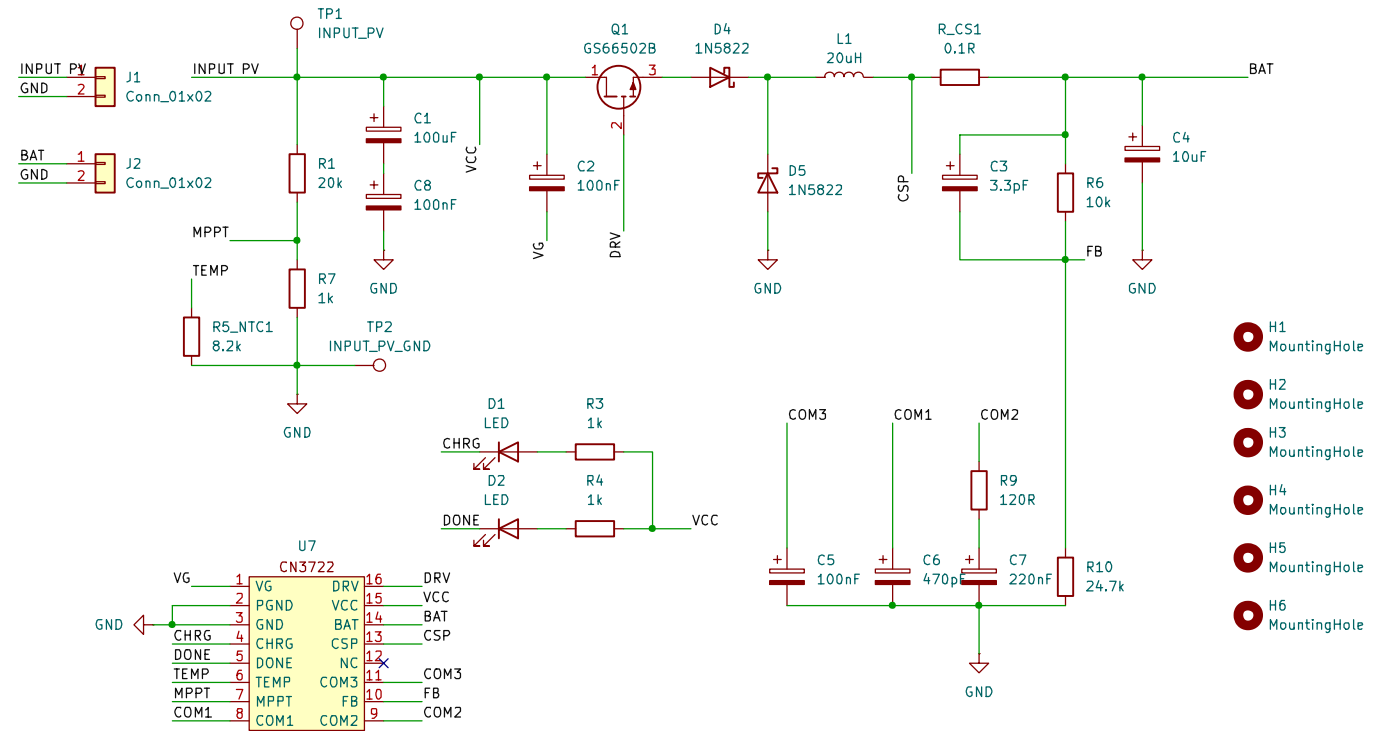 TP1
INPUT_PV
INPUT PV
1
2
GND
J1
Conn_01x02
INPUT PV
BAT
1
2
GND
J2
Conn_01x02
R1
20k
C1
100uF
C8
100nF
GND
VCC
C2
100nF
VG
Q1
GS66502B
1
3
2
DRV
D4
1N5822
D5
1N5822
GND
L1
20uH
R_CS1
0.1R
CSP
C3
3.3pF
R6
10k
FB
C4
10uF
GND
BAT
MPPT
TEMP
R7
1k
R5_NTC1
8.2k
TP2
INPUT_PV_GND
GND
H1
MountingHole
H2
MountingHole
H3
MountingHole
H4
MountingHole
H5
MountingHole
H6
MountingHole
D1
LED
CHRG
R3
1k
D2
LED
DONE
R4
1k
VCC
COM3
COM1
COM2
R9
120R
C5
100nF
C6
470pF
C7
220nF
R10
24.7k
GND
U7
CN3722
VG 1 VG DRV 16 DRV
2 PGND VCC 15 VCC
GND 3 GND BAT 14 BAT
CHRG 4 CHRG CSP 13 CSP
DONE 5 DONE NC 12
TEMP 6 TEMP COM3 11 COM3
MPPT 7 MPPT FB 10 FB
COM1 8 COM1 COM2 9 COM2